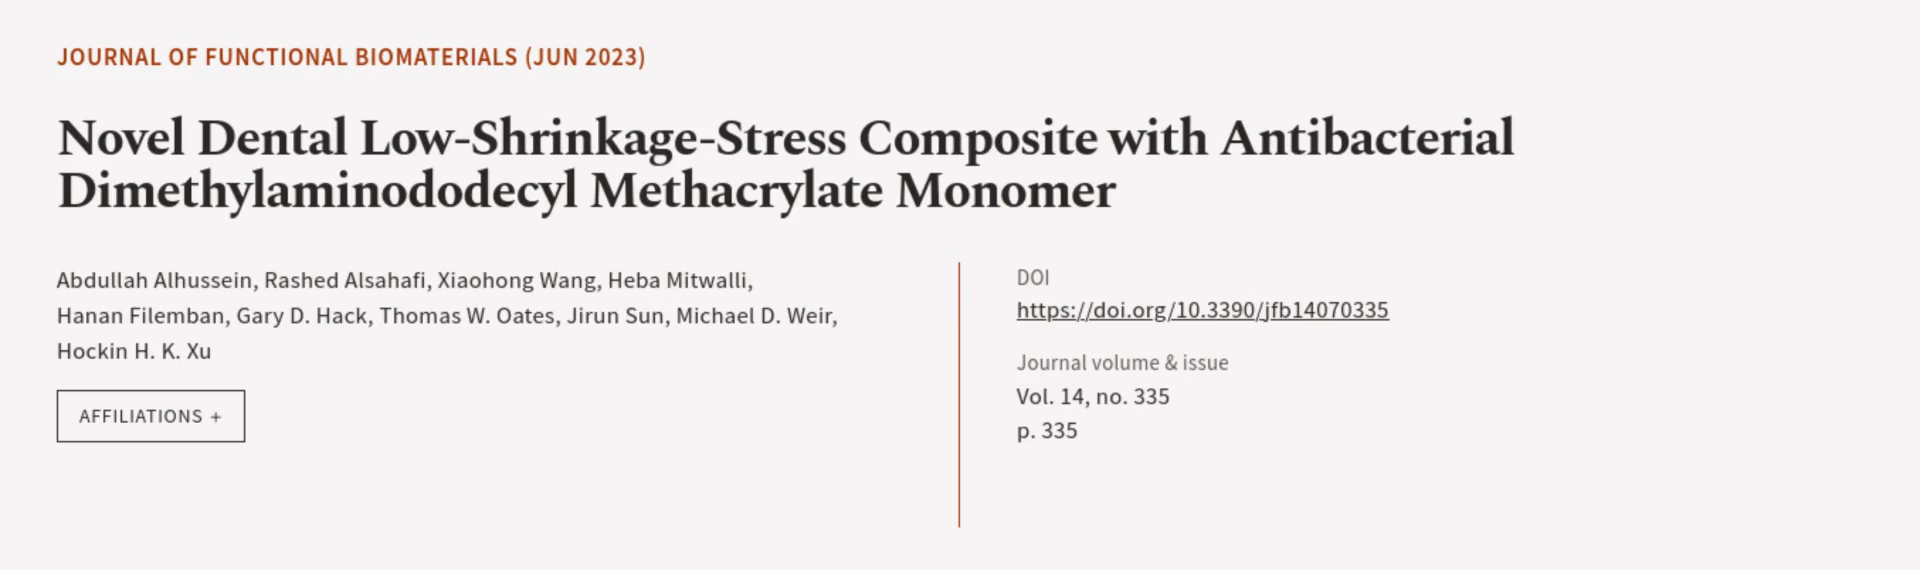 JOURNAL OF FUNCTIONAL BIOMATERIALS (JUN 2023)
Novel Dental Low-Shrinkage-Stress Composite with Antibacterial
Dimethylaminododecyl Methacrylate Monomer
Abdullah Alhussein, Rashed Alsahafi, Xiaohong Wang, Heba Mitwalli,
Hanan Filemban, Gary D. Hack, Thomas W. Oates, Jirun Sun, Michael D. Weir,
Hockin H. K. Xu
AFFILIATIONS +
DOI
https://doi.org/10.3390/jfb14070335
Journal volume & issue
Vol. 14, no. 335
p. 335